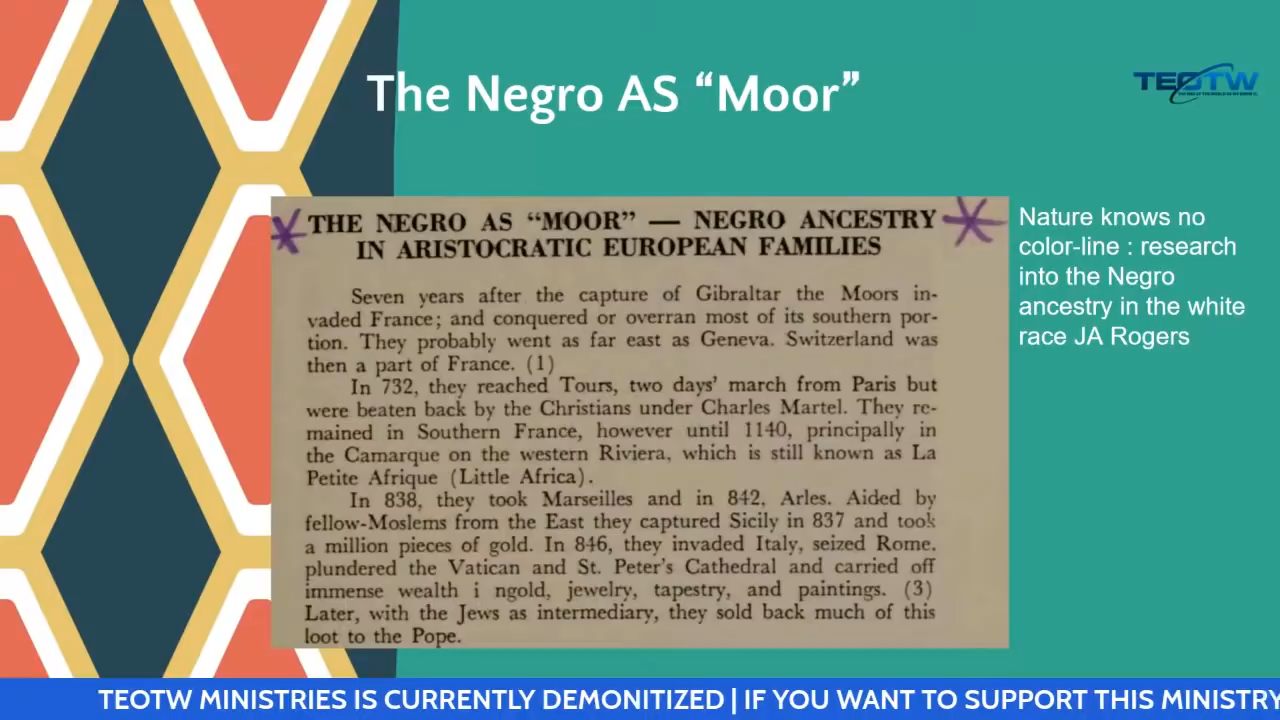 The Negro AS “Moor”
TEOTW
THE NEGRO AS “MOOR” — NEGRO ANCESTRY
IN ARISTOCRATIC EUROPEAN FAMILIES
Seven years after the capture of Gibraltar the Moors in-
vaded France; and conquered or overran most of its southern por-
tion. They probably went as far east as Geneva. Switzerland was
then a part of France. (1)
In 732, they reached Tours, two days’ march from Paris but
were beaten back by the Christians under Charles Martel. They re-
mained in Southern France, however until 1140, principally in
the Camarque on the western Riviera, which is still known as La
Petite Afrique (Little Africa).
In 838, they took Marseilles and in 842, Arles. Aided by
fellow-Moslems from the East they captured Sicily in 837 and took
a million pieces of gold. In 846, they invaded Italy, seized Rome.
plundered the Vatican and St. Peter’s Cathedral and carried off
immense wealth i ngold, jewelry, tapestry, and paintings. (3)
Later, with the Jews as intermediary, they sold back much of this
loot to the Pope.
Nature knows no
color-line : research
into the Negro
ancestry in the white
race JA Rogers
TEOTW MINISTRIES IS CURRENTLY DEMONITIZED | IF YOU WANT TO SUPPORT THIS MINISTRY